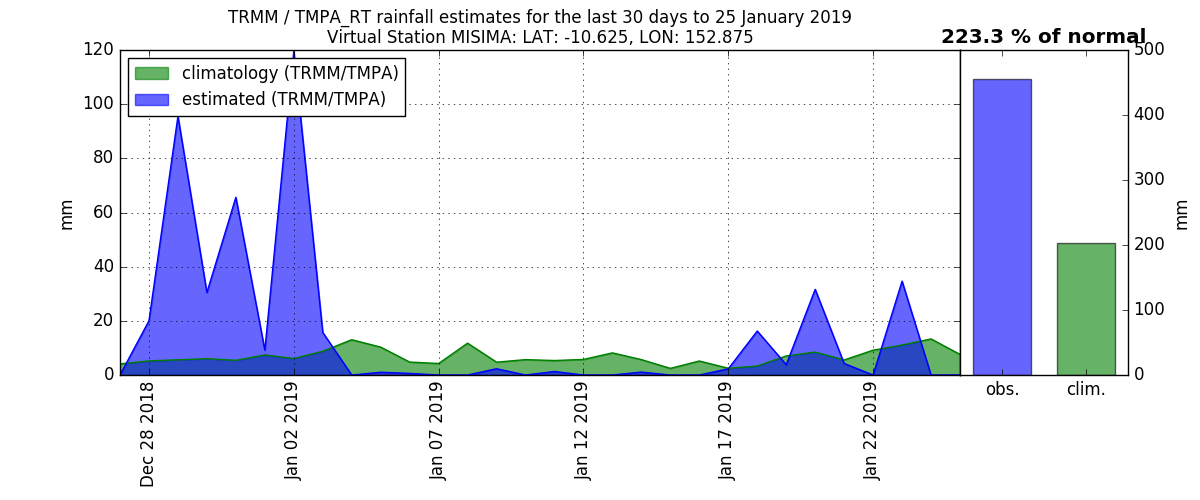 TRMM / TMPA_RT rainfall estimates for the last 30 days to 25 January 2019
Virtual Station MISIMA: LAT: -10.625, LON: 152.875
223.3 % of normal
climatology (TRMM/TMPA)
estimated (TRMM/TMPA)
120
100
80
60
40
20
0
mm
Dec 28 2018
Jan 02 2019
Jan 07 2019
Jan 12 2019
Jan 17 2019
Jan 22 2019
500
400
300
200
100
0
mm
obs.
clim.